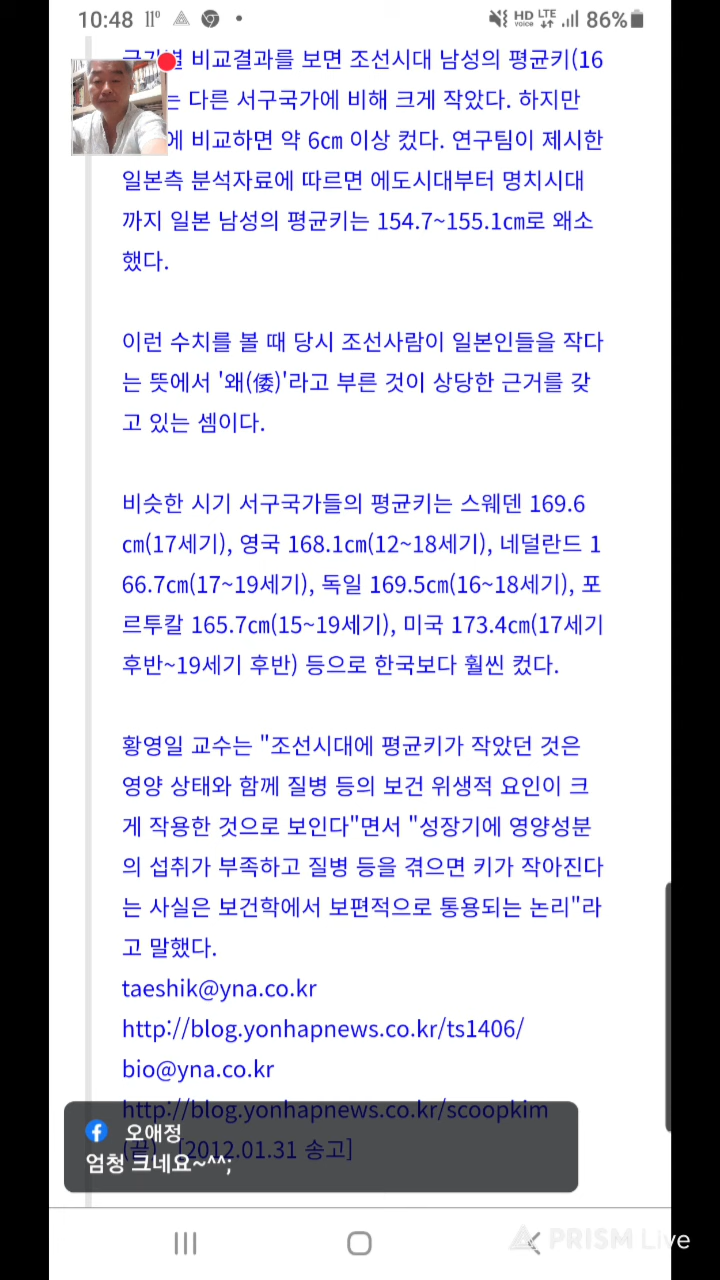 10:48
HD voice LTE 86%
비교결과를 보면 조선시대 남성의 평균키(16
는 다른 서구국가에 비해 크게 작았다. 하지만
에 비교하면 약 6㎝ 이상 컸다. 연구팀이 제시한
일본측 분석자료에 따르면 에도시대부터 명치시대
까지 일본 남성의 평균키는 154.7~155.1㎝로 왜소
했다.
이런 수치를 볼 때 당시 조선사람이 일본인들을 작다
는 뜻에서 '왜(倭)'라고 부른 것이 상당한 근거를 갖
고 있는 셈이다.
비슷한 시기 서구국가들의 평균키는 스웨덴 169.6
㎝(17세기), 영국 168.1㎝(12~18세기), 네덜란드 1
66.7㎝(17~19세기), 독일 169.5㎝(16~18세기), 포
르투칼 165.7㎝(15~19세기), 미국 173.4㎝(17세기
후반~19세기 후반) 등으로 한국보다 훨씬 컸다.
황영일 교수는 "조선시대에 평균키가 작았던 것은
영양 상태와 함께 질병 등의 보건 위생적 요인이 크
게 작용한 것으로 보인다"면서 "성장기에 영양성분
의 섭취가 부족하고 질병 등을 겪으면 키가 작아진다
는 사실은 보건학에서 보편적으로 통용되는 논리"라
고 말했다.
taeshik@yna.co.kr
http://blog.yonhapnews.co.kr/ts1406/
bio@yna.co.kr
http://blog.yonhapnews.co.kr/scoopkim
(끝) [2012.01.31 송고]
오애정
엄청 크네요~^^;
PRISM Live